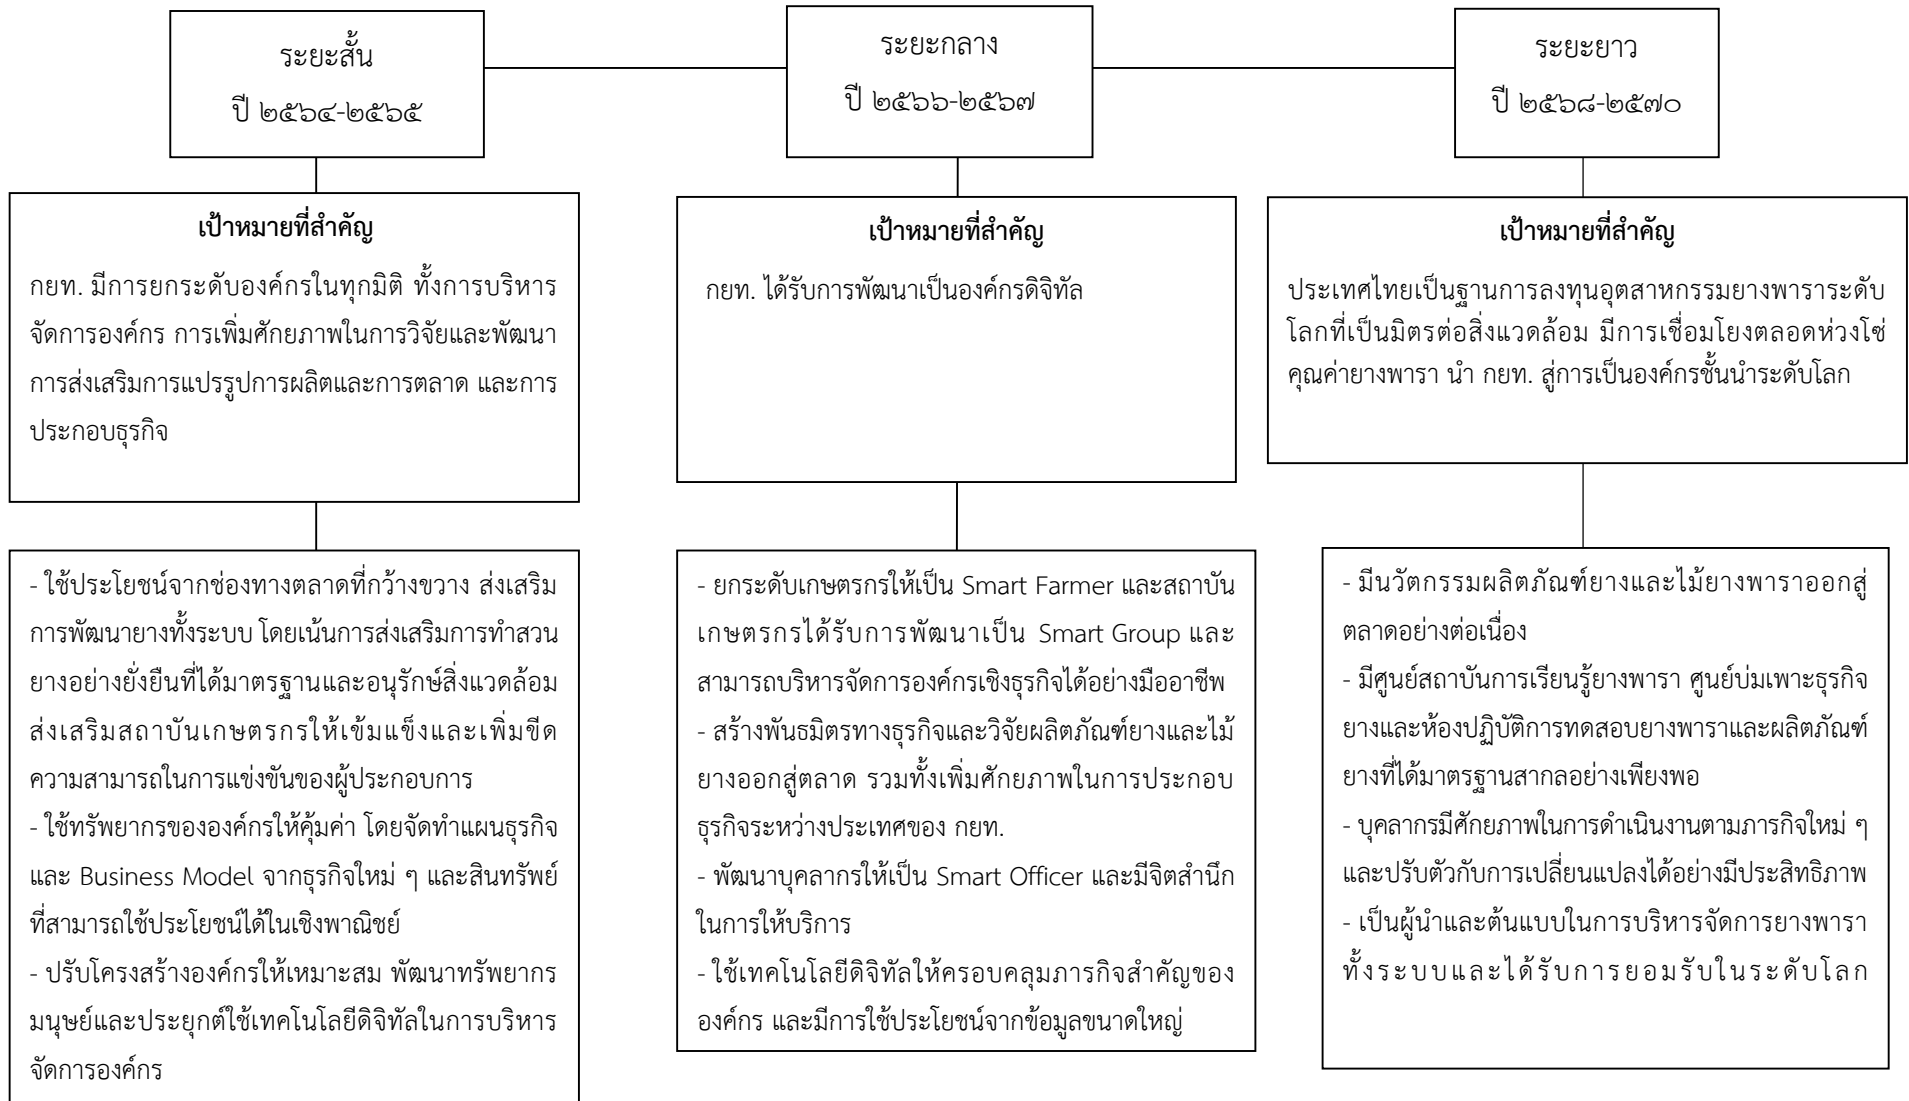 ระยะสั้น
ปี ๒๕๖๔-๒๕๖๕
ระยะกลาง
ปี ๒๕๖๖-๒๕๖๗
ระยะยาว
ปี ๒๕๖๘-๒๕๗๐
เป้าหมายที่สำคัญ
กยท. มีการยกระดับองค์กรในทุกมิติ ทั้งการบริหาร
จัดการองค์กร การเพิ่มศักยภาพในการวิจัยและพัฒนา
การส่งเสริมการแปรรูปการผลิตและการตลาด และการ
ประกอบธุรกิจ
เป้าหมายที่สำคัญ
กยท. ได้รับการพัฒนาเป็นองค์กรดิจิทัล
เป้าหมายที่สำคัญ
ประเทศไทยเป็นฐานการลงทุนอุตสาหกรรมยางพาราระดับ
โลกที่เป็นมิตรต่อสิ่งแวดล้อม มีการเชื่อมโยงตลอดห่วงโซ่
คุณค่ายางพารา นำ กยท. สู่การเป็นองค์กรชั้นนำระดับโลก
- ใช้ประโยชน์จากช่องทางตลาดที่กว้างขวาง ส่งเสริม
การพัฒนายางทั้งระบบ โดยเน้นการส่งเสริมการทำสวน
ยางอย่างยั่งยืนที่ได้มาตรฐานและอนุรักษ์สิ่งแวดล้อม
ส่งเสริมสถาบันเกษตรกรให้เข้มแข็งและเพิ่มขีด
ความสามารถในการแข่งขันของผู้ประกอบการ
- ใช้ทรัพยากรขององค์กรให้คุ้มค่า โดยจัดทำแผนธุรกิจ
และ Business Model จากธุรกิจใหม่ ๆ และสินทรัพย์
ที่สามารถใช้ประโยชน์ได้ในเชิงพาณิชย์
- ปรับโครงสร้างองค์กรให้เหมาะสม พัฒนาทรัพยากร
มนุษย์และประยุกต์ใช้เทคโนโลยีดิจิทัลในการบริหาร
จัดการองค์กร
- ยกระดับเกษตรกรให้เป็น Smart Farmer และสถาบัน
เกษตรกรได้รับการพัฒนาเป็น Smart Group และ
สามารถบริหารจัดการองค์กรเชิงธุรกิจได้อย่างมืออาชีพ
- สร้างพันธมิตรทางธุรกิจและวิจัยผลิตภัณฑ์ยางและไม้
ยางออกสู่ตลาด รวมทั้งเพิ่มศักยภาพในการประกอบ
ธุรกิจระหว่างประเทศของ กยท.
- พัฒนาบุคลากรให้เป็น Smart Officer และมีจิตสำนึก
ในการให้บริการ
- ใช้เทคโนโลยีดิจิทัลให้ครอบคลุมภารกิจสำคัญของ
องค์กร และมีการใช้ประโยชน์จากข้อมูลขนาดใหญ่
- มีนวัตกรรมผลิตภัณฑ์ยางและไม้ยางพาราออกสู่
ตลาดอย่างต่อเนื่อง
- มีศูนย์สถาบันการเรียนรู้ยางพารา ศูนย์บ่มเพาะธุรกิจ
ยางและห้องปฏิบัติการทดสอบยางพาราและผลิตภัณฑ์
ยางที่ได้มาตรฐานสากลอย่างเพียงพอ
- บุคลากรมีศักยภาพในการดำเนินงานตามภารกิจใหม่ ๆ
และปรับตัวกับการเปลี่ยนแปลงได้อย่างมีประสิทธิภาพ
- เป็นผู้นำและต้นแบบในการบริหารจัดการยางพารา
ทั้งระบบและได้รับการยอมรับในระดับโลก